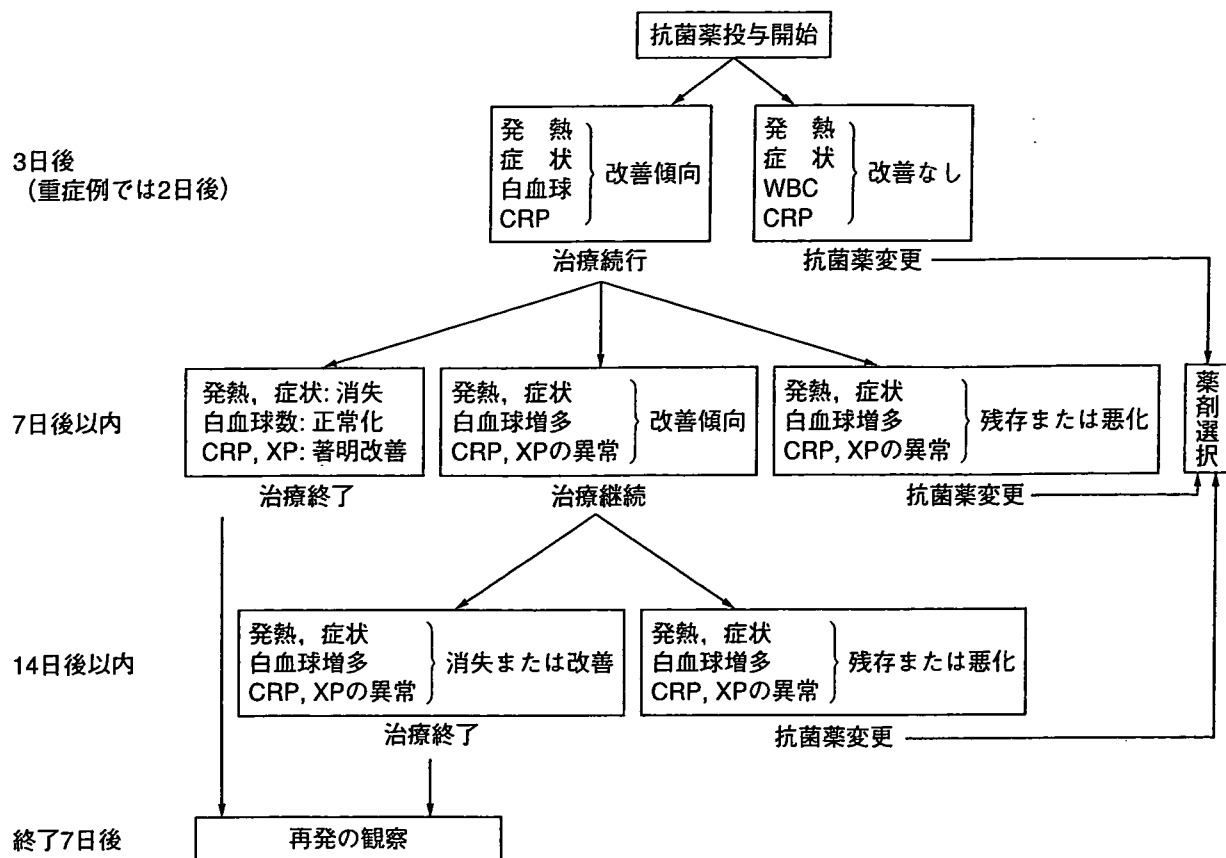 抗菌薬投与開始
3日後
(重症例では2日後)
発 熱
症 状
白血球
CRP
改善傾向
治療続行
発 熱
症 状
WBC
CRP
改善なし
抗菌薬変更
7日後以内
発熱,症状:消失
白血球数:正常化
CRP, XP:著明改善
治療終了
発熱,症状
白血球増多
CRP, XPの異常
改善傾向
治療継続
発熱,症状
白血球増多
CRP, XPの異常
残存または悪化
抗菌薬変更
薬剤選択
14日後以内
発熱,症状
白血球増多
CRP, XPの異常
消失または改善
治療終了
発熱,症状
白血球増多
CRP, XPの異常
残存または悪化
抗菌薬変更
終了7日後
再発の観察